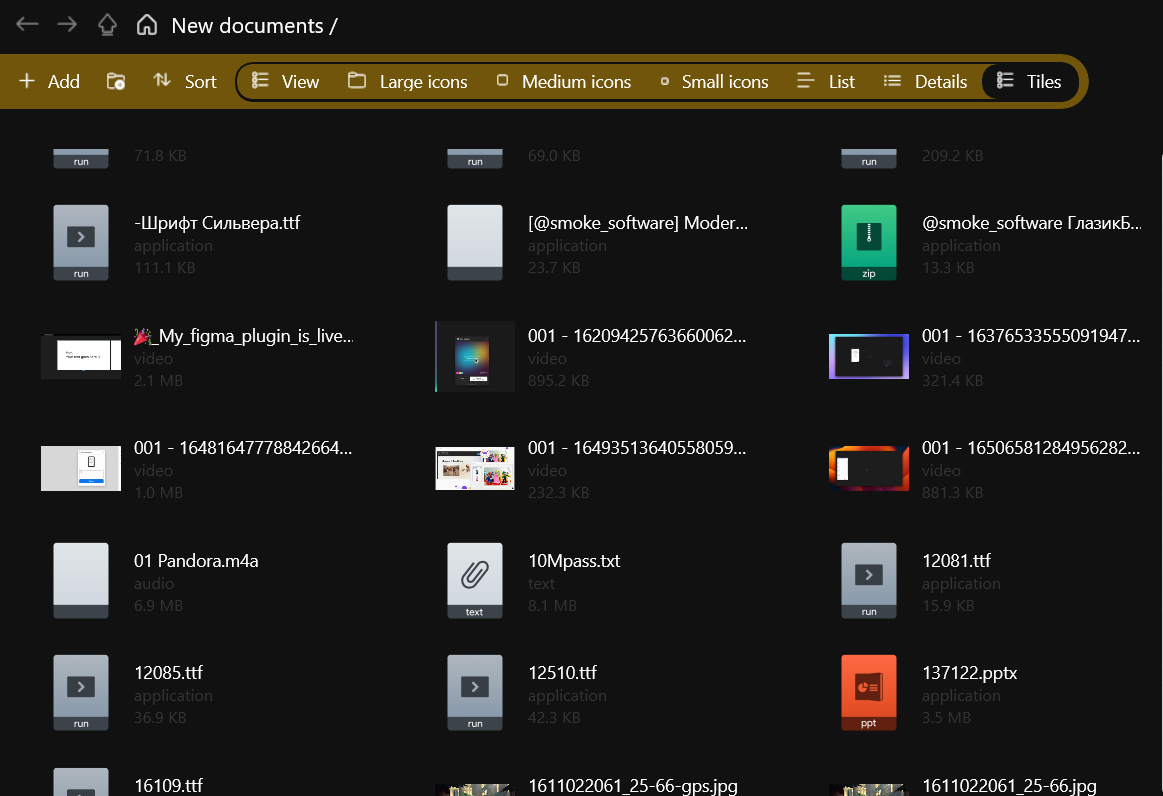 New documents /
Add Sort View Large icons Medium icons Small icons List Details Tiles
run 71.8 KB run 69.0 KB run 209.2 KB
-Шрифт Сильвера.ttf [@smoke_software] Moder... @smoke_software ГлазикБ...
application application application
111.1 KB 23.7 KB 13.3 KB
run zip
🎉_My_figma_plugin_is_live... 001 - 16209425763660062... 001 - 16376533555091947...
video video video
2.1 MB 895.2 KB 321.4 KB
001 - 16481647778842664... 001 - 16493513640558059... 001 - 16506581284956282...
video video video
1.0 MB 232.3 KB 881.3 KB
01 Pandora.m4a 10Mpass.txt 12081.ttf
audio text application
6.9 MB 8.1 MB 15.9 KB
text run
12085.ttf 12510.ttf 137122.pptx
application application application
36.9 KB 42.3 KB 3.5 MB
run run ppt
16109.ttf 1611022061_25-66-gps.jpg 1611022061_25-66.jpg